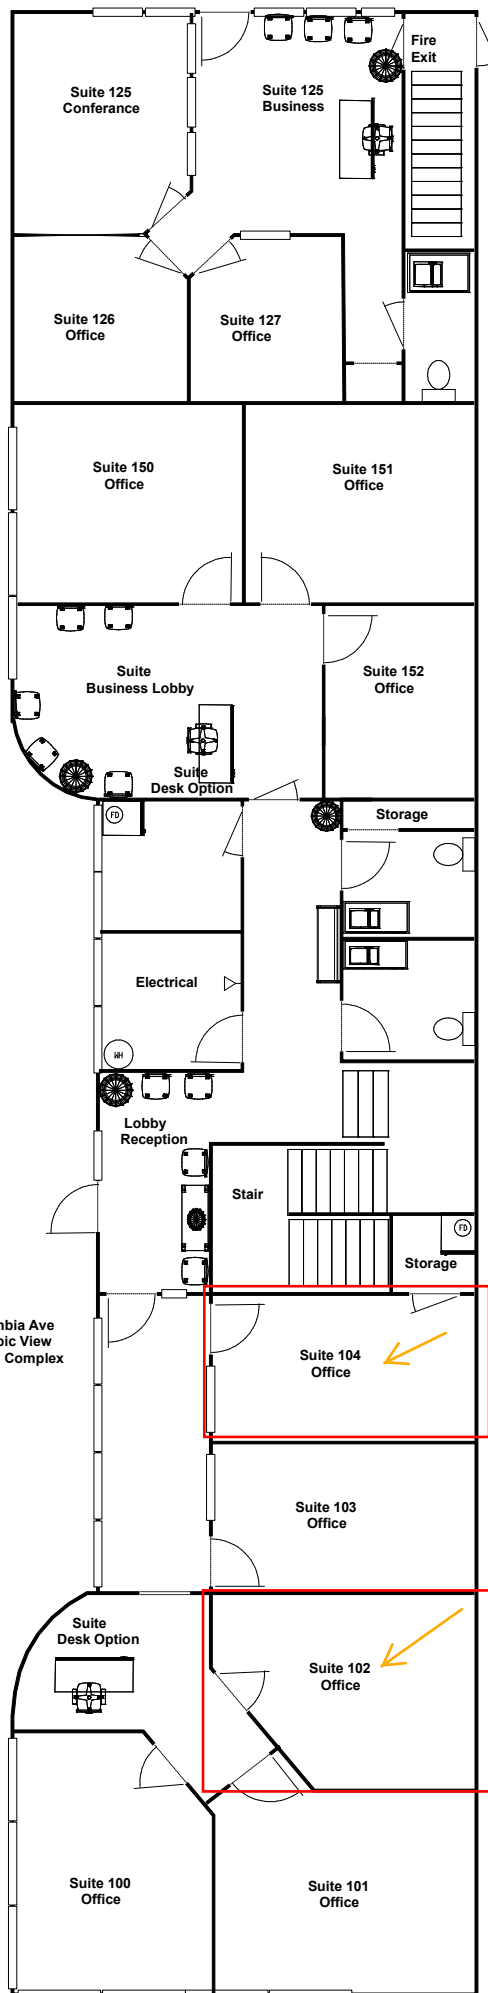 Fire
Exit
Suite 125
Conferance
Suite 125
Business
Suite 126
Office
Suite 127
Office
Suite 150
Office
Suite 151
Office
Suite
Business Lobby
Suite 152
Office
Suite
Desk Option
FD
Storage
Electrical
WH
Lobby
Reception
Stair
FD
Storage
mbia Ave
pic View
Complex
Suite 104
Office
Suite 103
Office
Suite
Desk Option
Suite 102
Office
Suite 100
Office
Suite 101
Office